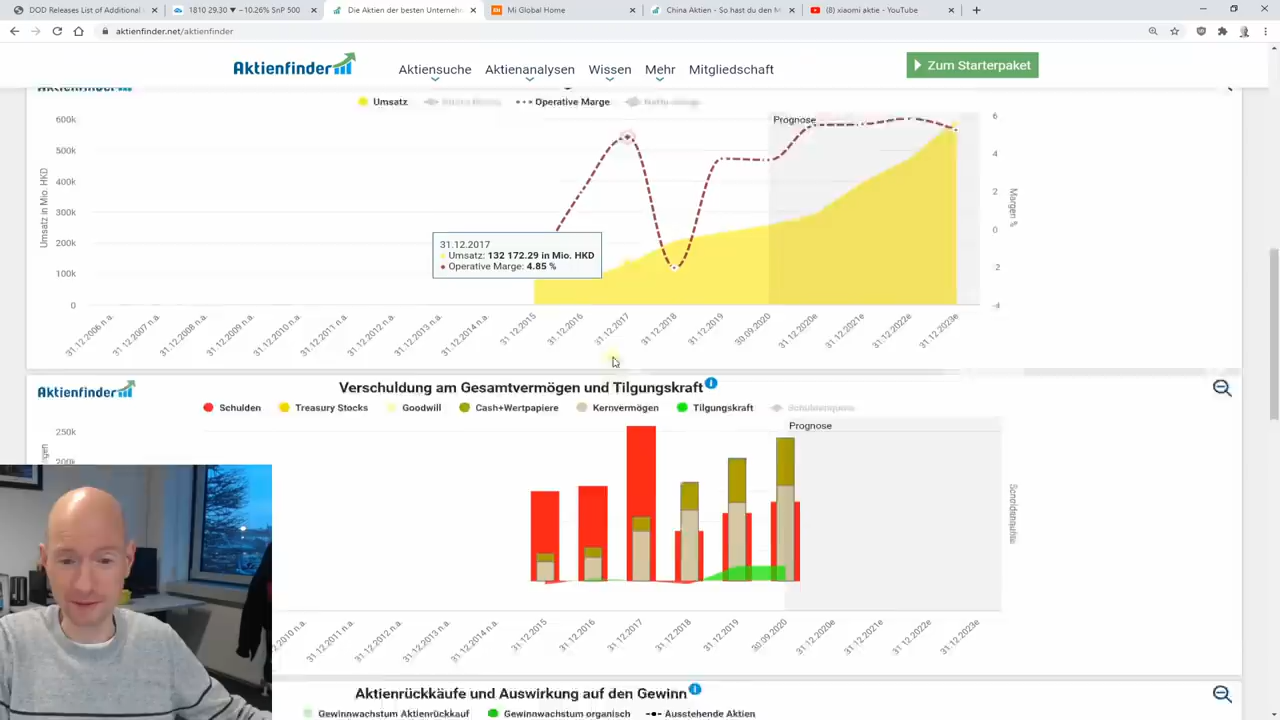 DOD Releases List of Additional
1810 29.30 ▼ −10.26% SnP 500
Die Aktien der besten Unterneh
Mi Global Home
China Aktien - So hast du den M
(8) xiaomi aktie - YouTube
aktienfinder.net/aktienfinder
Aktienfinder
Aktiensuche Aktienanalysen Wissen Mehr Mitgliedschaft
Zum Starterpaket
Umsatz Operative Marge
Prognose
600k
500k
400k
300k
200k
100k
0
Umsatz in Mio. HKD
6
4
2
0
2
-4
Margen %
31.12.2017
Umsatz: 132 172.29 in Mio. HKD
Operative Marge: 4.85 %
31.12.2006 n.a.
31.12.2007 n.a.
31.12.2008 n.a.
31.12.2009 n.a.
31.12.2010 n.a.
31.12.2011 n.a.
31.12.2012 n.a.
31.12.2013 n.a.
31.12.2014 n.a.
31.12.2015
31.12.2016
31.12.2017
31.12.2018
31.12.2019
30.09.2020
31.12.2020e
31.12.2021e
31.12.2022e
31.12.2023e
Aktienfinder
Verschuldung am Gesamtvermögen und Tilgungskraft
Schulden Treasury Stocks Goodwill Cash+Wertpapiere Kernvermögen Tilgungskraft Schuldenquote
Prognose
250k
31.12.2011 n.a.
31.12.2012 n.a.
31.12.2013 n.a.
31.12.2014 n.a.
31.12.2015
31.12.2016
31.12.2017
31.12.2018
31.12.2019
30.09.2020
31.12.2020e
31.12.2021e
31.12.2022e
31.12.2023e
Aktienrückkäufe und Auswirkung auf den Gewinn
Gewinnwachstum Aktienrückkauf Gewinnwachstum organisch Ausstehende Aktien